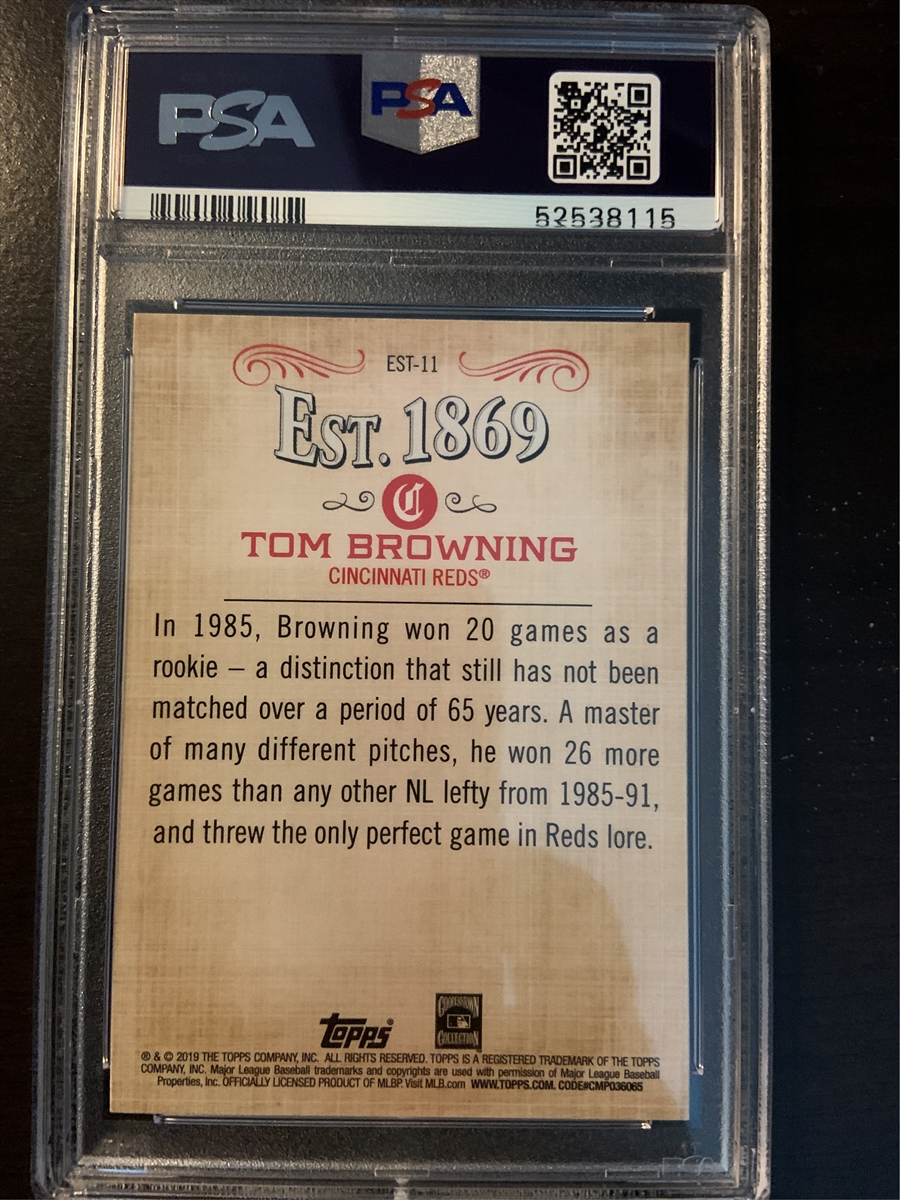 PSA
PSA
52538115
EST-11
EST. 1869
C
TOM BROWNING
CINCINNATI REDS®
In 1985, Browning won 20 games as a
rookie – a distinction that still has not been
matched over a period of 65 years. A master
of many different pitches, he won 26 more
games than any other NL lefty from 1985-91,
and threw the only perfect game in Reds lore.
topps®
COOPERSTOWN
COLLECTION
® & © 2019 THE TOPPS COMPANY, INC. ALL RIGHTS RESERVED. TOPPS IS A REGISTERED TRADEMARK OF THE TOPPS
COMPANY, INC. Major League Baseball trademarks and copyrights are used with permission of Major League Baseball
Properties, Inc. OFFICIALLY LICENSED PRODUCT OF MLBP. Visit MLB.com WWW.TOPPS.COM. CODE#CMP036065
PSA